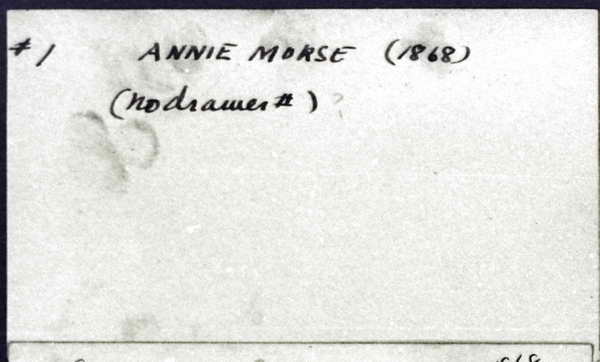 #1 ANNIE MORSE (1868)
(no drawer #) ?